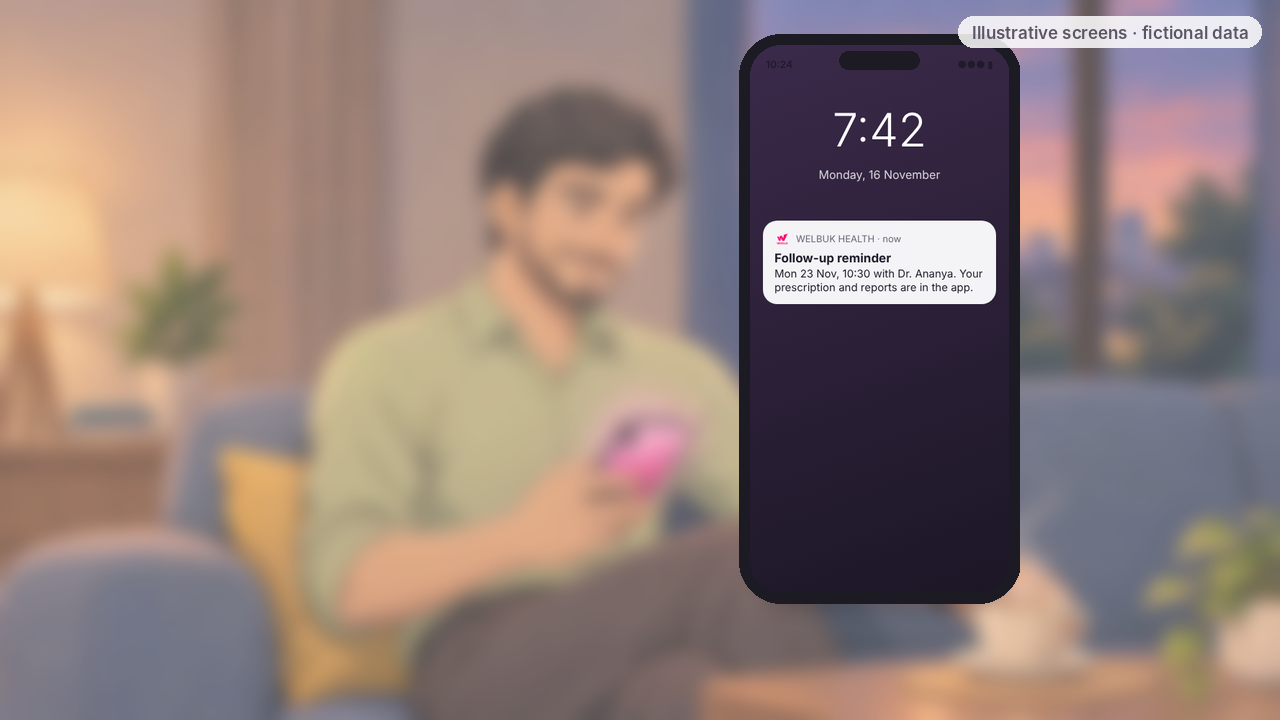 Illustrative screens · fictional data
10:24
7:42
Monday, 16 November
WELBUK HEALTH · now
Follow-up reminder
Mon 23 Nov, 10:30 with Dr. Ananya. Your
prescription and reports are in the app.